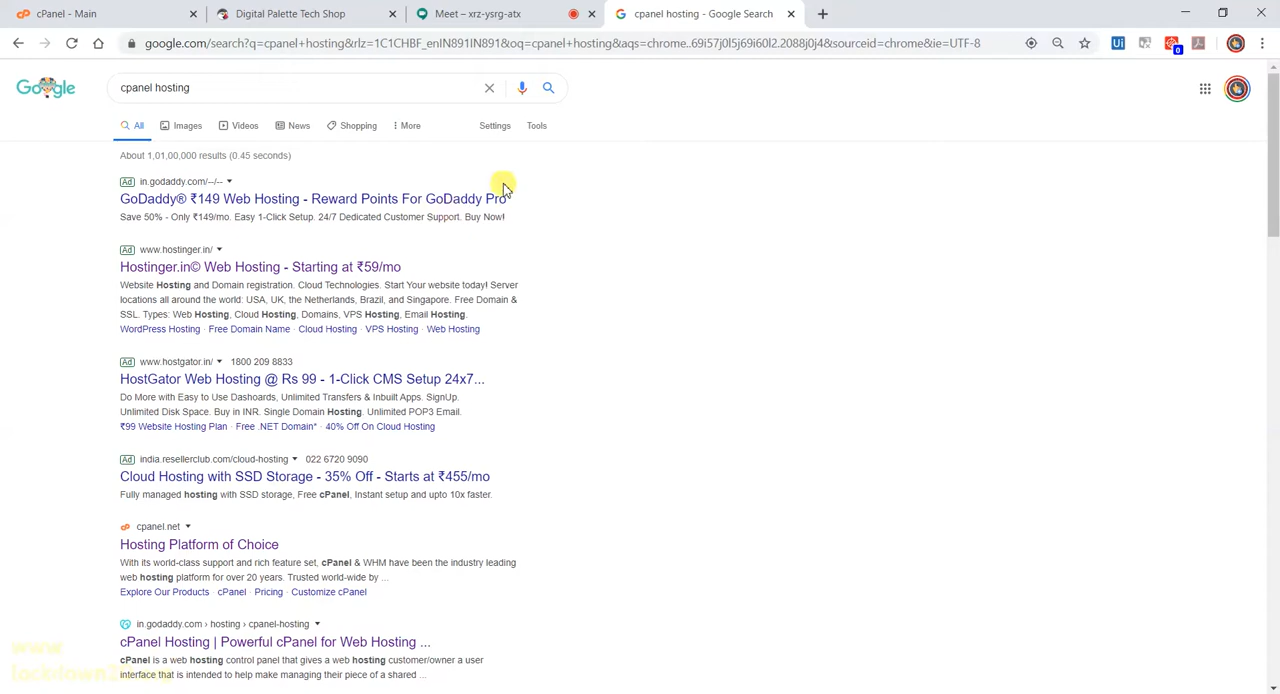 cPanel - Main
Digital Palette Tech Shop
Meet – xrz-ysrg-atx
cpanel hosting - Google Search
google.com/search?q=cpanel+hosting&rlz=1C1CHBF_enIN891IN891&oq=cpanel+hosting&aqs=chrome..69i57j0l5j69i60l2.2088j0j4&sourceid=chrome&ie=UTF-8
Google
cpanel hosting
All Images Videos News Shopping More Settings Tools
About 1,01,00,000 results (0.45 seconds)
Ad in.godaddy.com/--/--
GoDaddy® ₹149 Web Hosting - Reward Points For GoDaddy Pro
Save 50% - Only ₹149/mo. Easy 1-Click Setup. 24/7 Dedicated Customer Support. Buy Now!
Ad www.hostinger.in/
Hostinger.in© Web Hosting - Starting at ₹59/mo
Website Hosting and Domain registration. Cloud Technologies. Start Your website today! Server
locations all around the world: USA, UK, the Netherlands, Brazil, and Singapore. Free Domain &
SSL. Types: Web Hosting, Cloud Hosting, Domains, VPS Hosting, Email Hosting.
WordPress Hosting · Free Domain Name · Cloud Hosting · VPS Hosting · Web Hosting
Ad www.hostgator.in/ 1800 209 8833
HostGator Web Hosting @ Rs 99 - 1-Click CMS Setup 24x7...
Do More with Easy to Use Dashoards, Unlimited Transfers & Inbuilt Apps. SignUp.
Unlimited Disk Space. Buy in INR. Single Domain Hosting. Unlimited POP3 Email.
₹99 Website Hosting Plan · Free .NET Domain* · 40% Off On Cloud Hosting
Ad india.resellerclub.com/cloud-hosting 022 6720 9090
Cloud Hosting with SSD Storage - 35% Off - Starts at ₹455/mo
Fully managed hosting with SSD storage, Free cPanel, Instant setup and upto 10x faster.
cpanel.net
Hosting Platform of Choice
With its world-class support and rich feature set, cPanel & WHM have been the industry leading
web hosting platform for over 20 years. Trusted world-wide by ...
Explore Our Products · cPanel · Pricing · Customize cPanel
in.godaddy.com › hosting › cpanel-hosting
cPanel Hosting | Powerful cPanel for Web Hosting ...
cPanel is a web hosting control panel that gives a web hosting customer/owner a user
interface that is intended to help make managing their piece of a shared ...
www